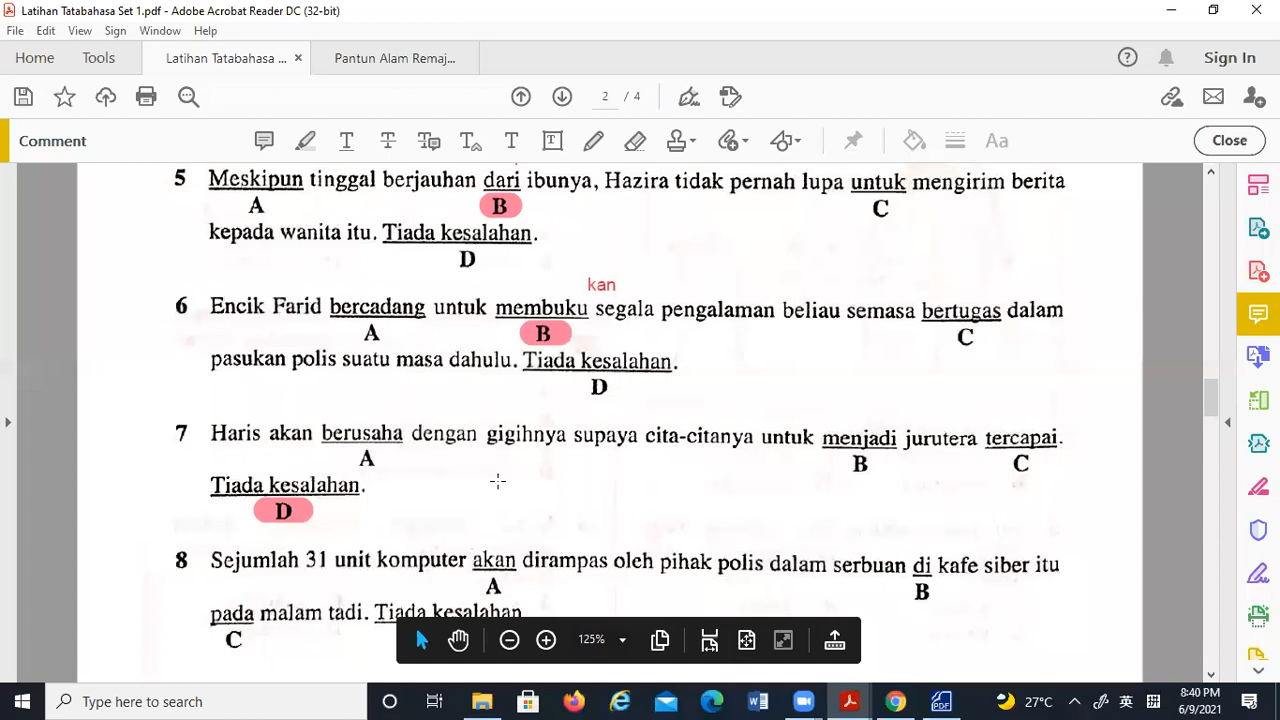 Latihan Tatabahasa Set 1.pdf - Adobe Acrobat Reader DC (32-bit)
File Edit View Sign Window Help
Home Tools Latihan Tatabahasa ... × Pantun Alam Remaj... Sign In
2 / 4
Comment Close
5 Meskipun tinggal berjauhan dari ibunya, Hazira tidak pernah lupa untuk mengirim berita
A B C
kepada wanita itu. Tiada kesalahan.
D
kan
6 Encik Farid bercadang untuk membuku segala pengalaman beliau semasa bertugas dalam
A B C
pasukan polis suatu masa dahulu. Tiada kesalahan.
D
7 Haris akan berusaha dengan gigihnya supaya cita-citanya untuk menjadi jurutera tercapai.
A B C
Tiada kesalahan.
D
8 Sejumlah 31 unit komputer akan dirampas oleh pihak polis dalam serbuan di kafe siber itu
A B
pada malam tadi. Tiada kesalahan
C
125%
Type here to search 27°C 英 拼 8:40 PM
6/9/2021